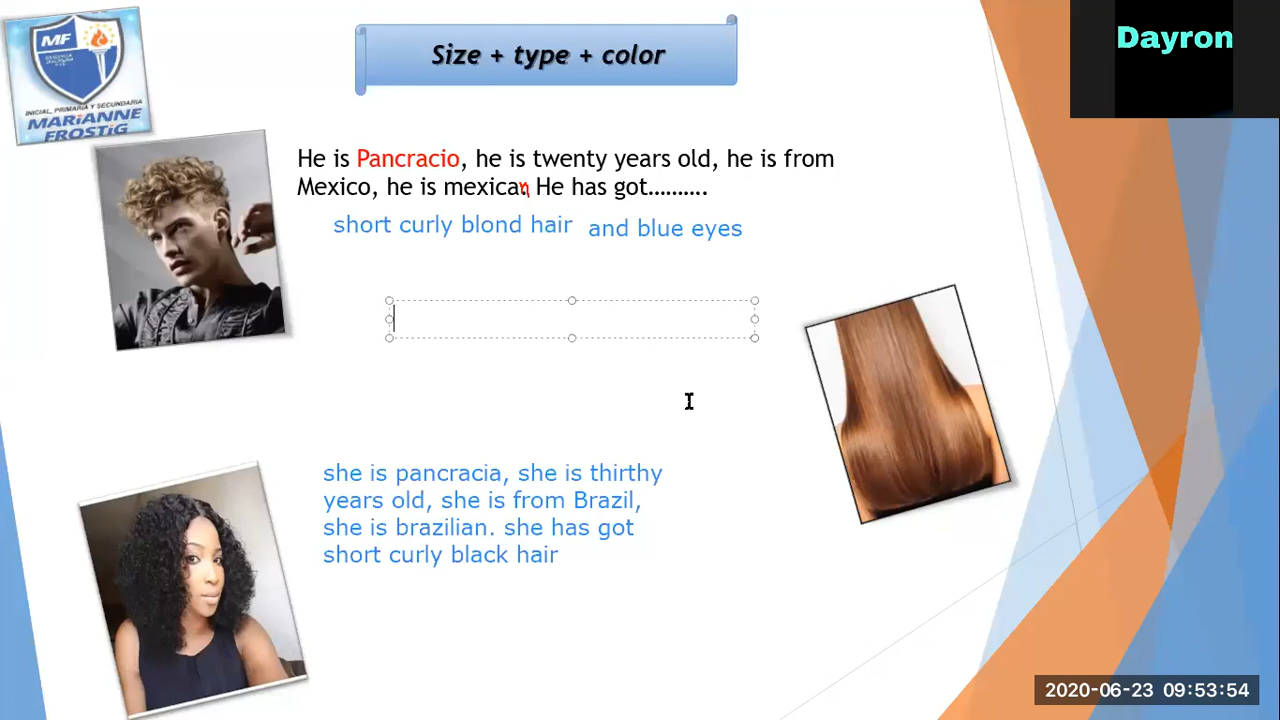 MF
INICIAL, PRIMARIA Y SECUNDARIA
MARIANNE
FROSTIG
Size + type + color
Dayron
He is Pancracio, he is twenty years old, he is from
Mexico, he is mexican He has got..........
short curly blond hair and blue eyes
she is pancracia, she is thirthy
years old, she is from Brazil,
she is brazilian. she has got
short curly black hair
2020-06-23 09:53:54